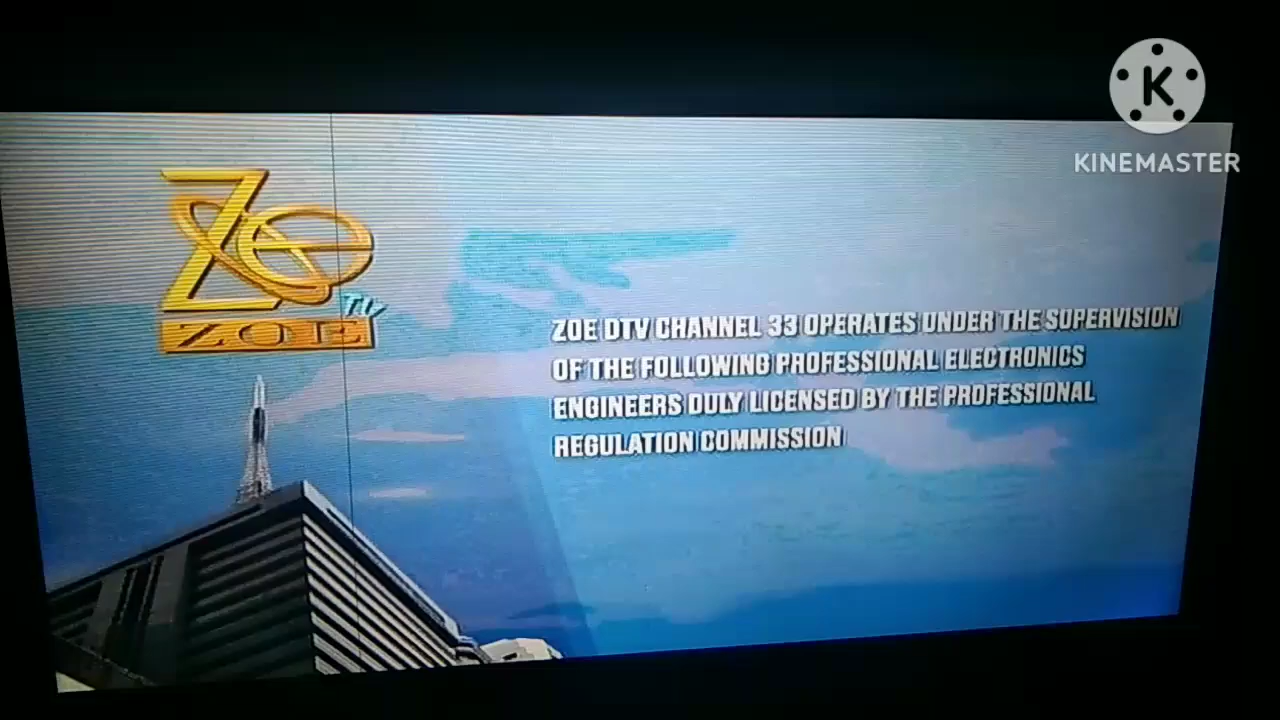 K
KINEMASTER
Zoe
TV
ZOE
ZOE DTV CHANNEL 33 OPERATES UNDER THE SUPERVISION
OF THE FOLLOWING PROFESSIONAL ELECTRONICS
ENGINEERS DULY LICENSED BY THE PROFESSIONAL
REGULATION COMMISSION